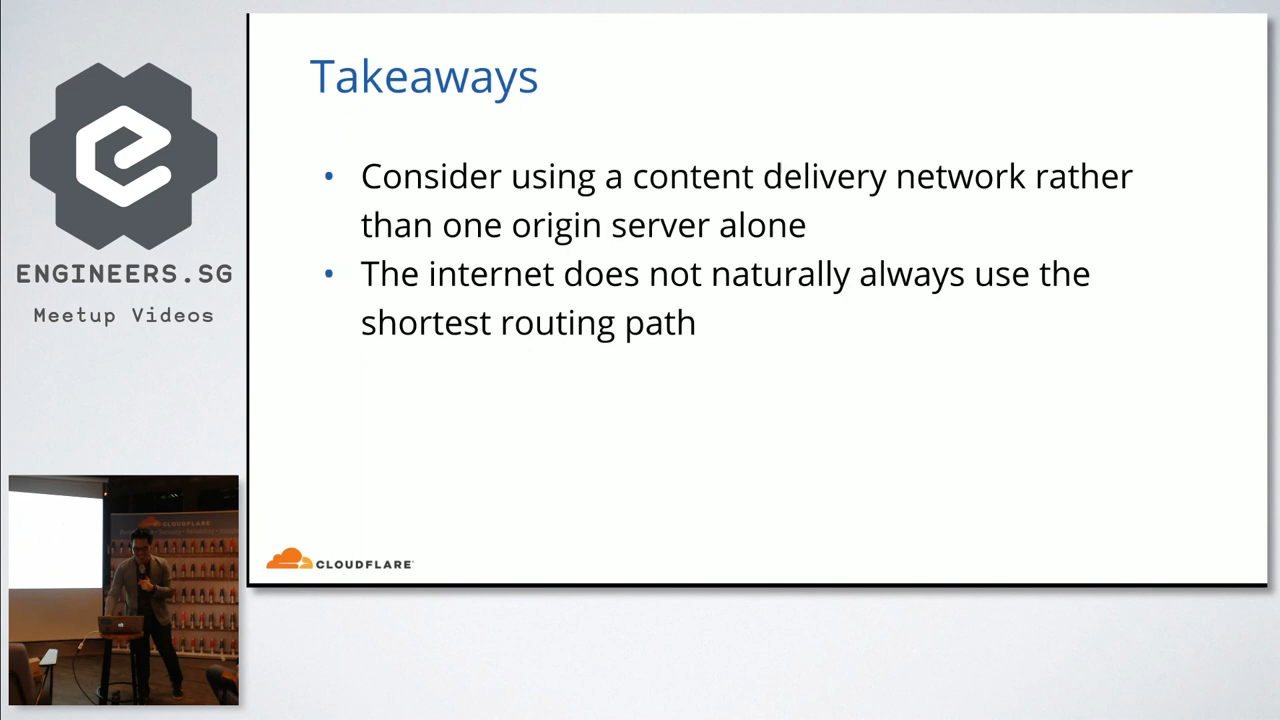 ENGINEERS.SG
Meetup Videos
Takeaways
• Consider using a content delivery network rather
than one origin server alone
• The internet does not naturally always use the
shortest routing path
CLOUDFLARE
CLOUDFLARE